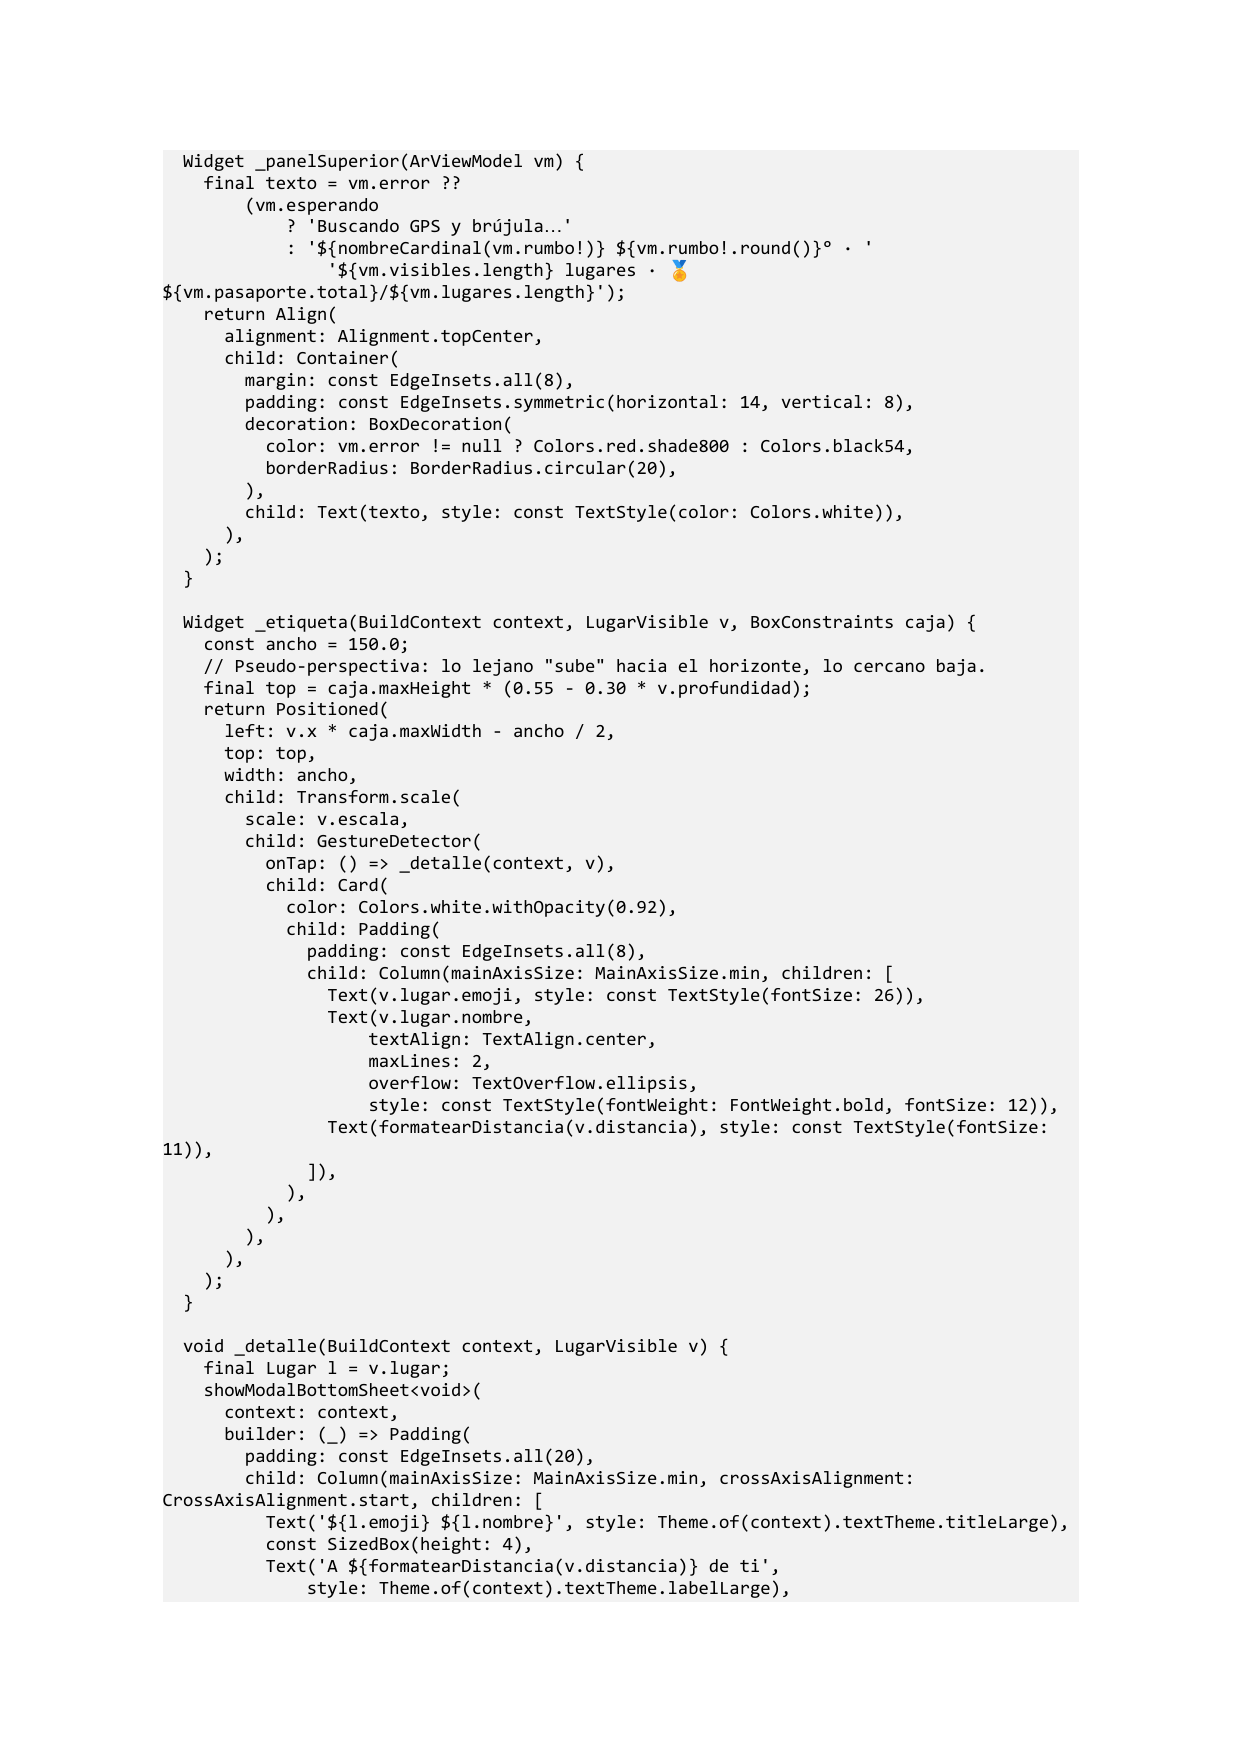 Widget _panelSuperior(ArViewModel vm) {
    final texto = vm.error ??
        (vm.esperando
            ? 'Buscando GPS y brújula…'
            : '${nombreCardinal(vm.rumbo!)} ${vm.rumbo!.round()}° · '
                '${vm.visibles.length} lugares · 🏅
${vm.pasaporte.total}/${vm.lugares.length}');
    return Align(
      alignment: Alignment.topCenter,
      child: Container(
        margin: const EdgeInsets.all(8),
        padding: const EdgeInsets.symmetric(horizontal: 14, vertical: 8),
        decoration: BoxDecoration(
          color: vm.error != null ? Colors.red.shade800 : Colors.black54,
          borderRadius: BorderRadius.circular(20),
        ),
        child: Text(texto, style: const TextStyle(color: Colors.white)),
      ),
    );
  }

  Widget _etiqueta(BuildContext context, LugarVisible v, BoxConstraints caja) {
    const ancho = 150.0;
    // Pseudo-perspectiva: lo lejano "sube" hacia el horizonte, lo cercano baja.
    final top = caja.maxHeight * (0.55 - 0.30 * v.profundidad);
    return Positioned(
      left: v.x * caja.maxWidth - ancho / 2,
      top: top,
      width: ancho,
      child: Transform.scale(
        scale: v.escala,
        child: GestureDetector(
          onTap: () => _detalle(context, v),
          child: Card(
            color: Colors.white.withOpacity(0.92),
            child: Padding(
              padding: const EdgeInsets.all(8),
              child: Column(mainAxisSize: MainAxisSize.min, children: [
                Text(v.lugar.emoji, style: const TextStyle(fontSize: 26)),
                Text(v.lugar.nombre,
                    textAlign: TextAlign.center,
                    maxLines: 2,
                    overflow: TextOverflow.ellipsis,
                    style: const TextStyle(fontWeight: FontWeight.bold, fontSize: 12)),
                Text(formatearDistancia(v.distancia), style: const TextStyle(fontSize:
11)),
              ]),
            ),
          ),
        ),
      ),
    );
  }

  void _detalle(BuildContext context, LugarVisible v) {
    final Lugar l = v.lugar;
    showModalBottomSheet<void>(
      context: context,
      builder: (_) => Padding(
        padding: const EdgeInsets.all(20),
        child: Column(mainAxisSize: MainAxisSize.min, crossAxisAlignment:
CrossAxisAlignment.start, children: [
          Text('${l.emoji} ${l.nombre}', style: Theme.of(context).textTheme.titleLarge),
          const SizedBox(height: 4),
          Text('A ${formatearDistancia(v.distancia)} de ti',
              style: Theme.of(context).textTheme.labelLarge),